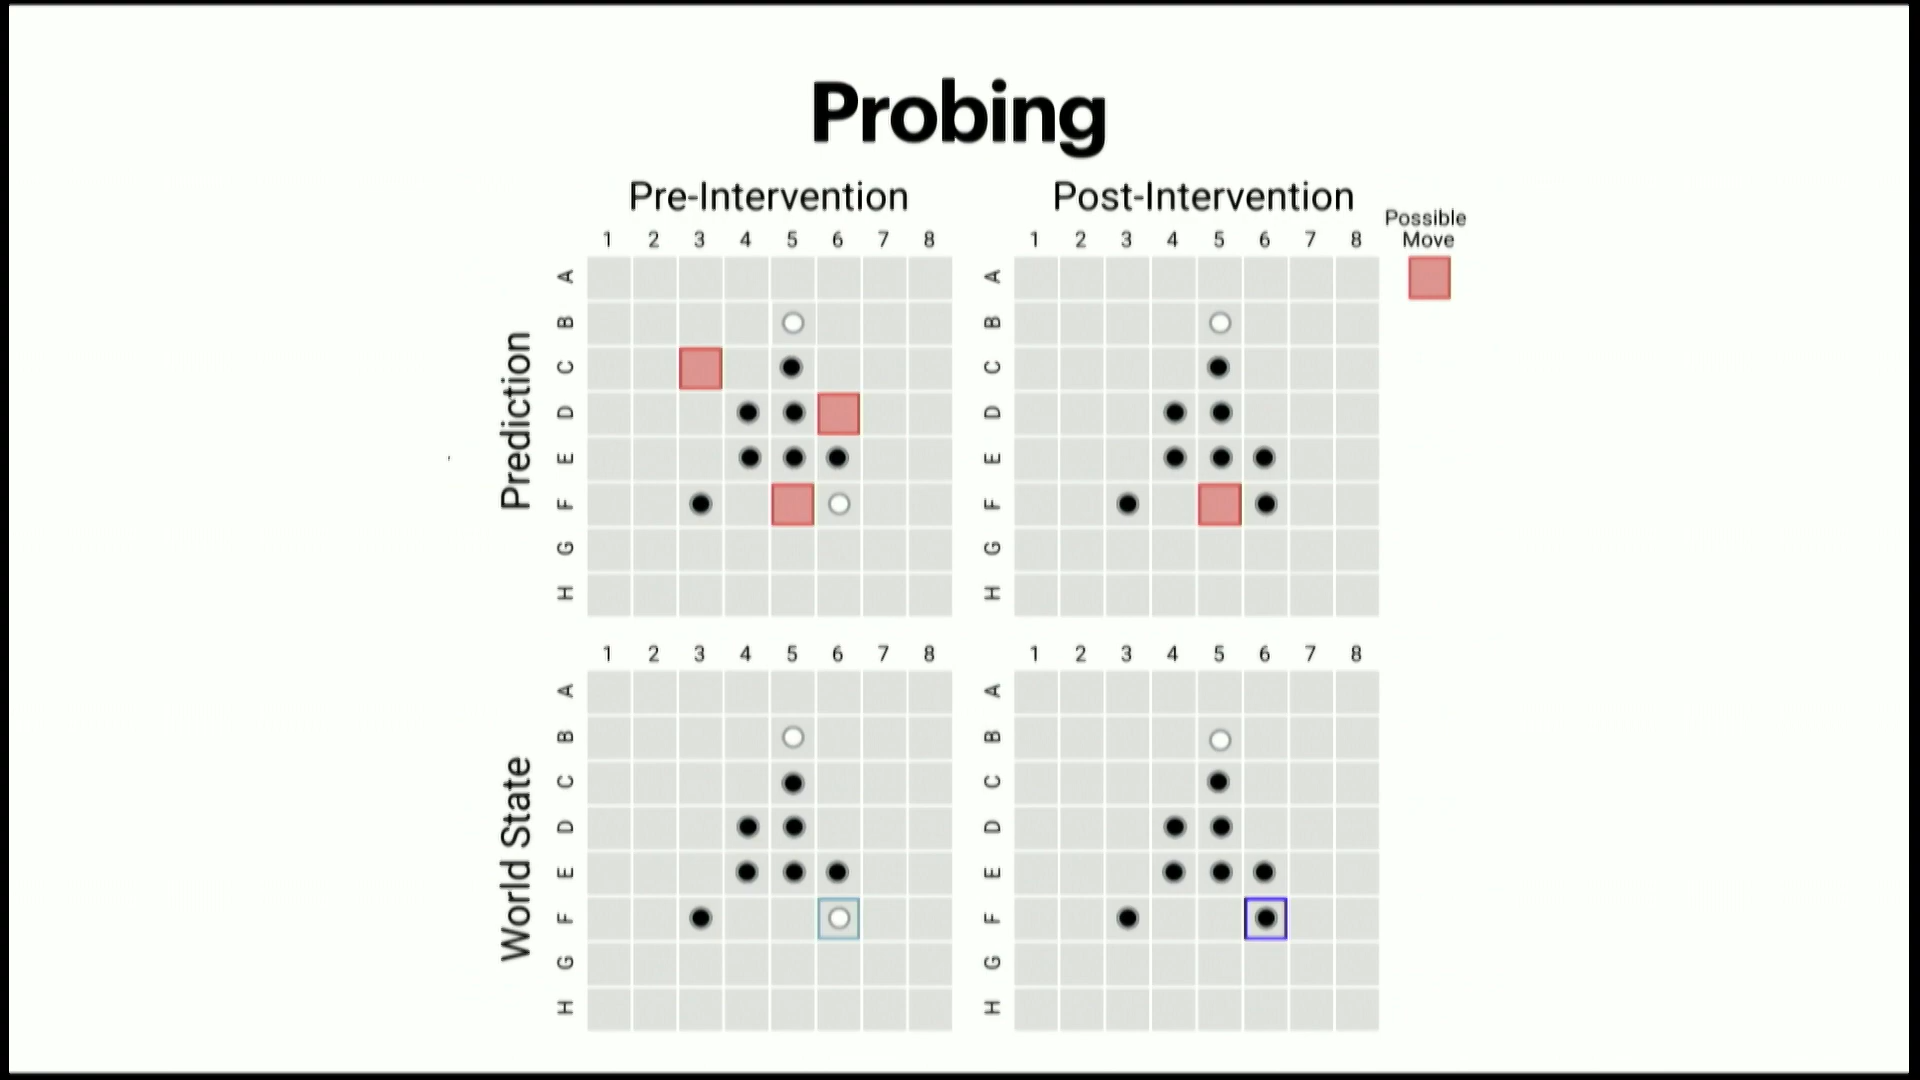 Probing
Pre-Intervention
Post-Intervention
Possible
Move
1 2 3 4 5 6 7 8
1 2 3 4 5 6 7 8
Prediction
A
B
C
D
E
F
G
H
A
B
C
D
E
F
G
H
1 2 3 4 5 6 7 8
1 2 3 4 5 6 7 8
World State
A
B
C
D
E
F
G
H
A
B
C
D
E
F
G
H